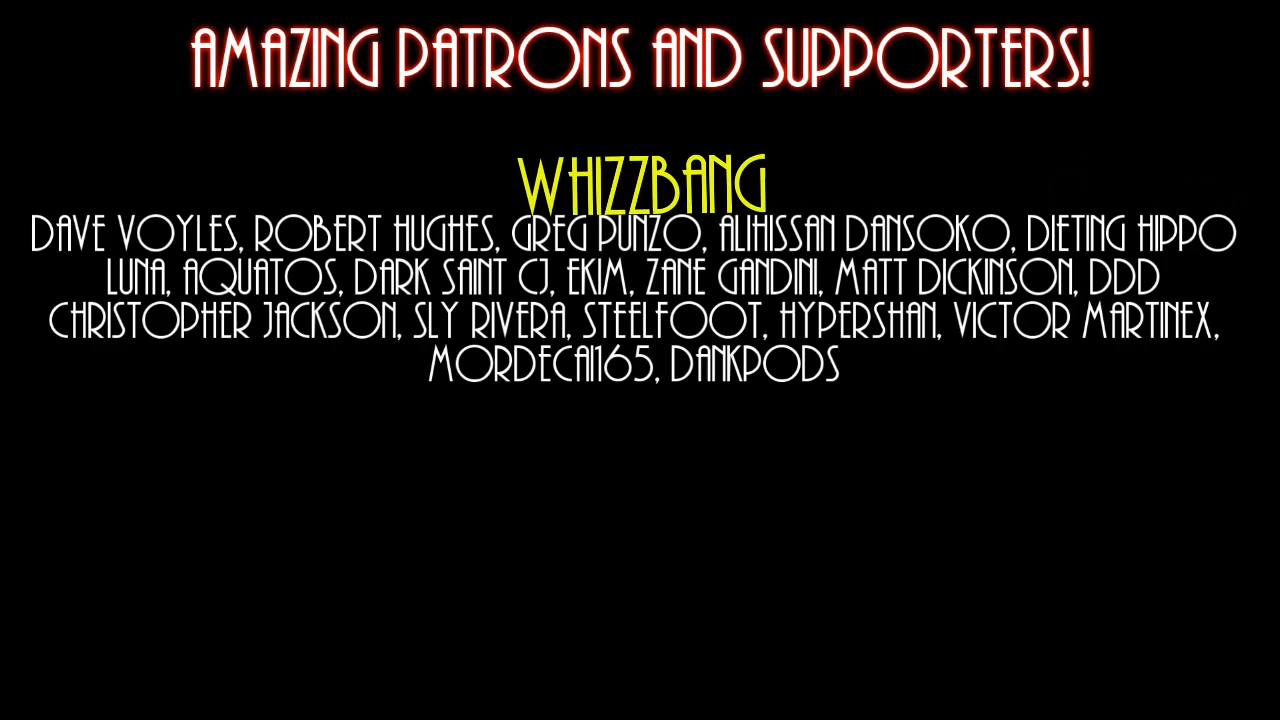 AMAZING PATRONS AND SUPPORTERS!
WHIZZBANG
DAVE VOYLES, ROBERT HUGHES, GREG PUNZO, ALIHISSAN DANSOKO, DIETING HIPPO
LUNA, AQUATOS, DARK SAINT CJ, EKIM, ZANE GANDINI, MATT DICKINSON, DDD
CHRISTOPHER JACKSON, SLY RIVERA, STEELFOOT, HYPERSHAN, VICTOR MARTINEX,
MORDECAI165, DANKPODS